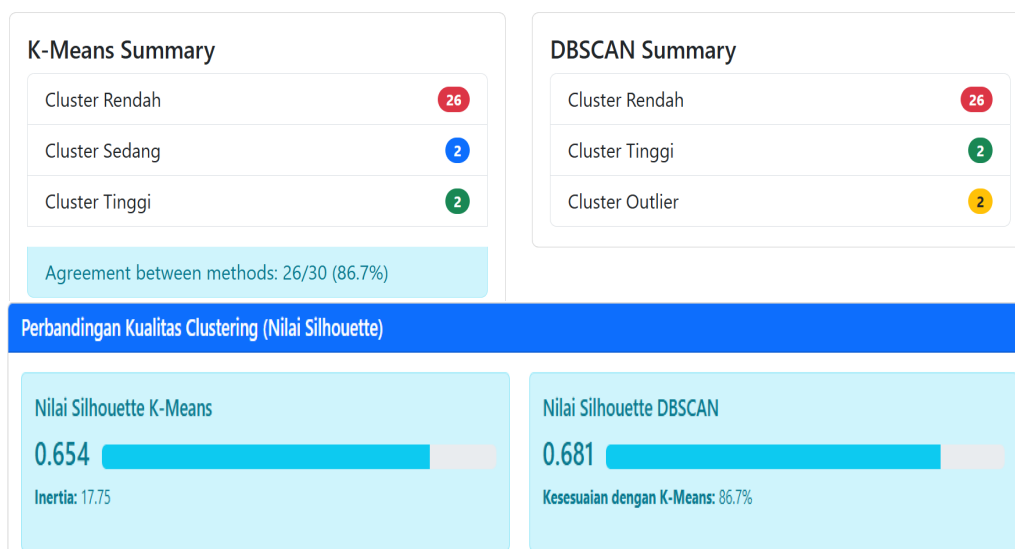 K-Means Summary
Cluster Rendah 26
Cluster Sedang 2
Cluster Tinggi 2
Agreement between methods: 26/30 (86.7%)
DBSCAN Summary
Cluster Rendah 26
Cluster Tinggi 2
Cluster Outlier 2
Perbandingan Kualitas Clustering (Nilai Silhouette)
Nilai Silhouette K-Means
0.654
Inertia: 17.75
Nilai Silhouette DBSCAN
0.681
Kesesuaian dengan K-Means: 86.7%